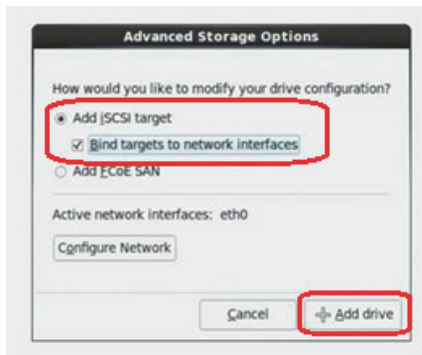 Advanced Storage Options
How would you like to modify your drive configuration?
Add iSCSI target
Bind targets to network interfaces
Add FCoE SAN
Active network interfaces: eth0
Configure Network
Cancel
Add drive